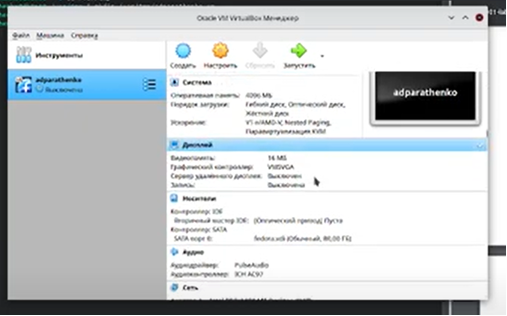 Oracle VM VirtualBox Менеджер
Файл Машина Справка
Инструменты
Создать Настроить Сбросить Запустить
adparathenko
Выключена
Система
Оперативная память: 4096 МБ
Порядок загрузки: Гибкий диск, Оптический диск,
Жёсткий диск
Ускорение: VT-x/AMD-V, Nested Paging,
Паравиртуализация KVM
adparathenko
Дисплей
Видеопамять: 16 МБ
Графический контроллер: VMSVGA
Сервер удалённого дисплея: Выключен
Запись: Выключена
Носители
Контроллер: IDE
Вторичный мастер IDE: [Оптический привод] Пусто
Контроллер: SATA
SATA порт 0: fedora.vdi (Обычный, 80,00 ГБ)
Аудио
Аудиодрайвер: PulseAudio
Аудиоконтроллер: ICH AC97
Сеть